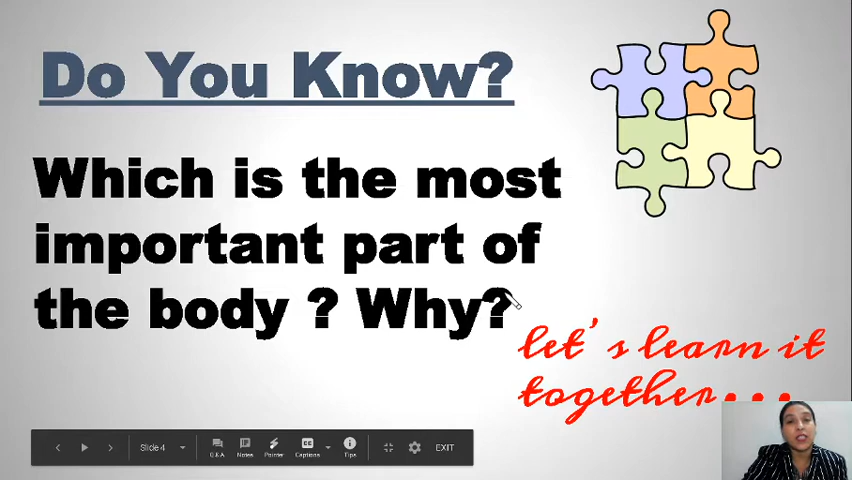 Do You Know?
Which is the most
important part of
the body ? Why?
let's learn it
together...
Slide 4
Q&A
Notes
Pointer
Captions
Tips
EXIT